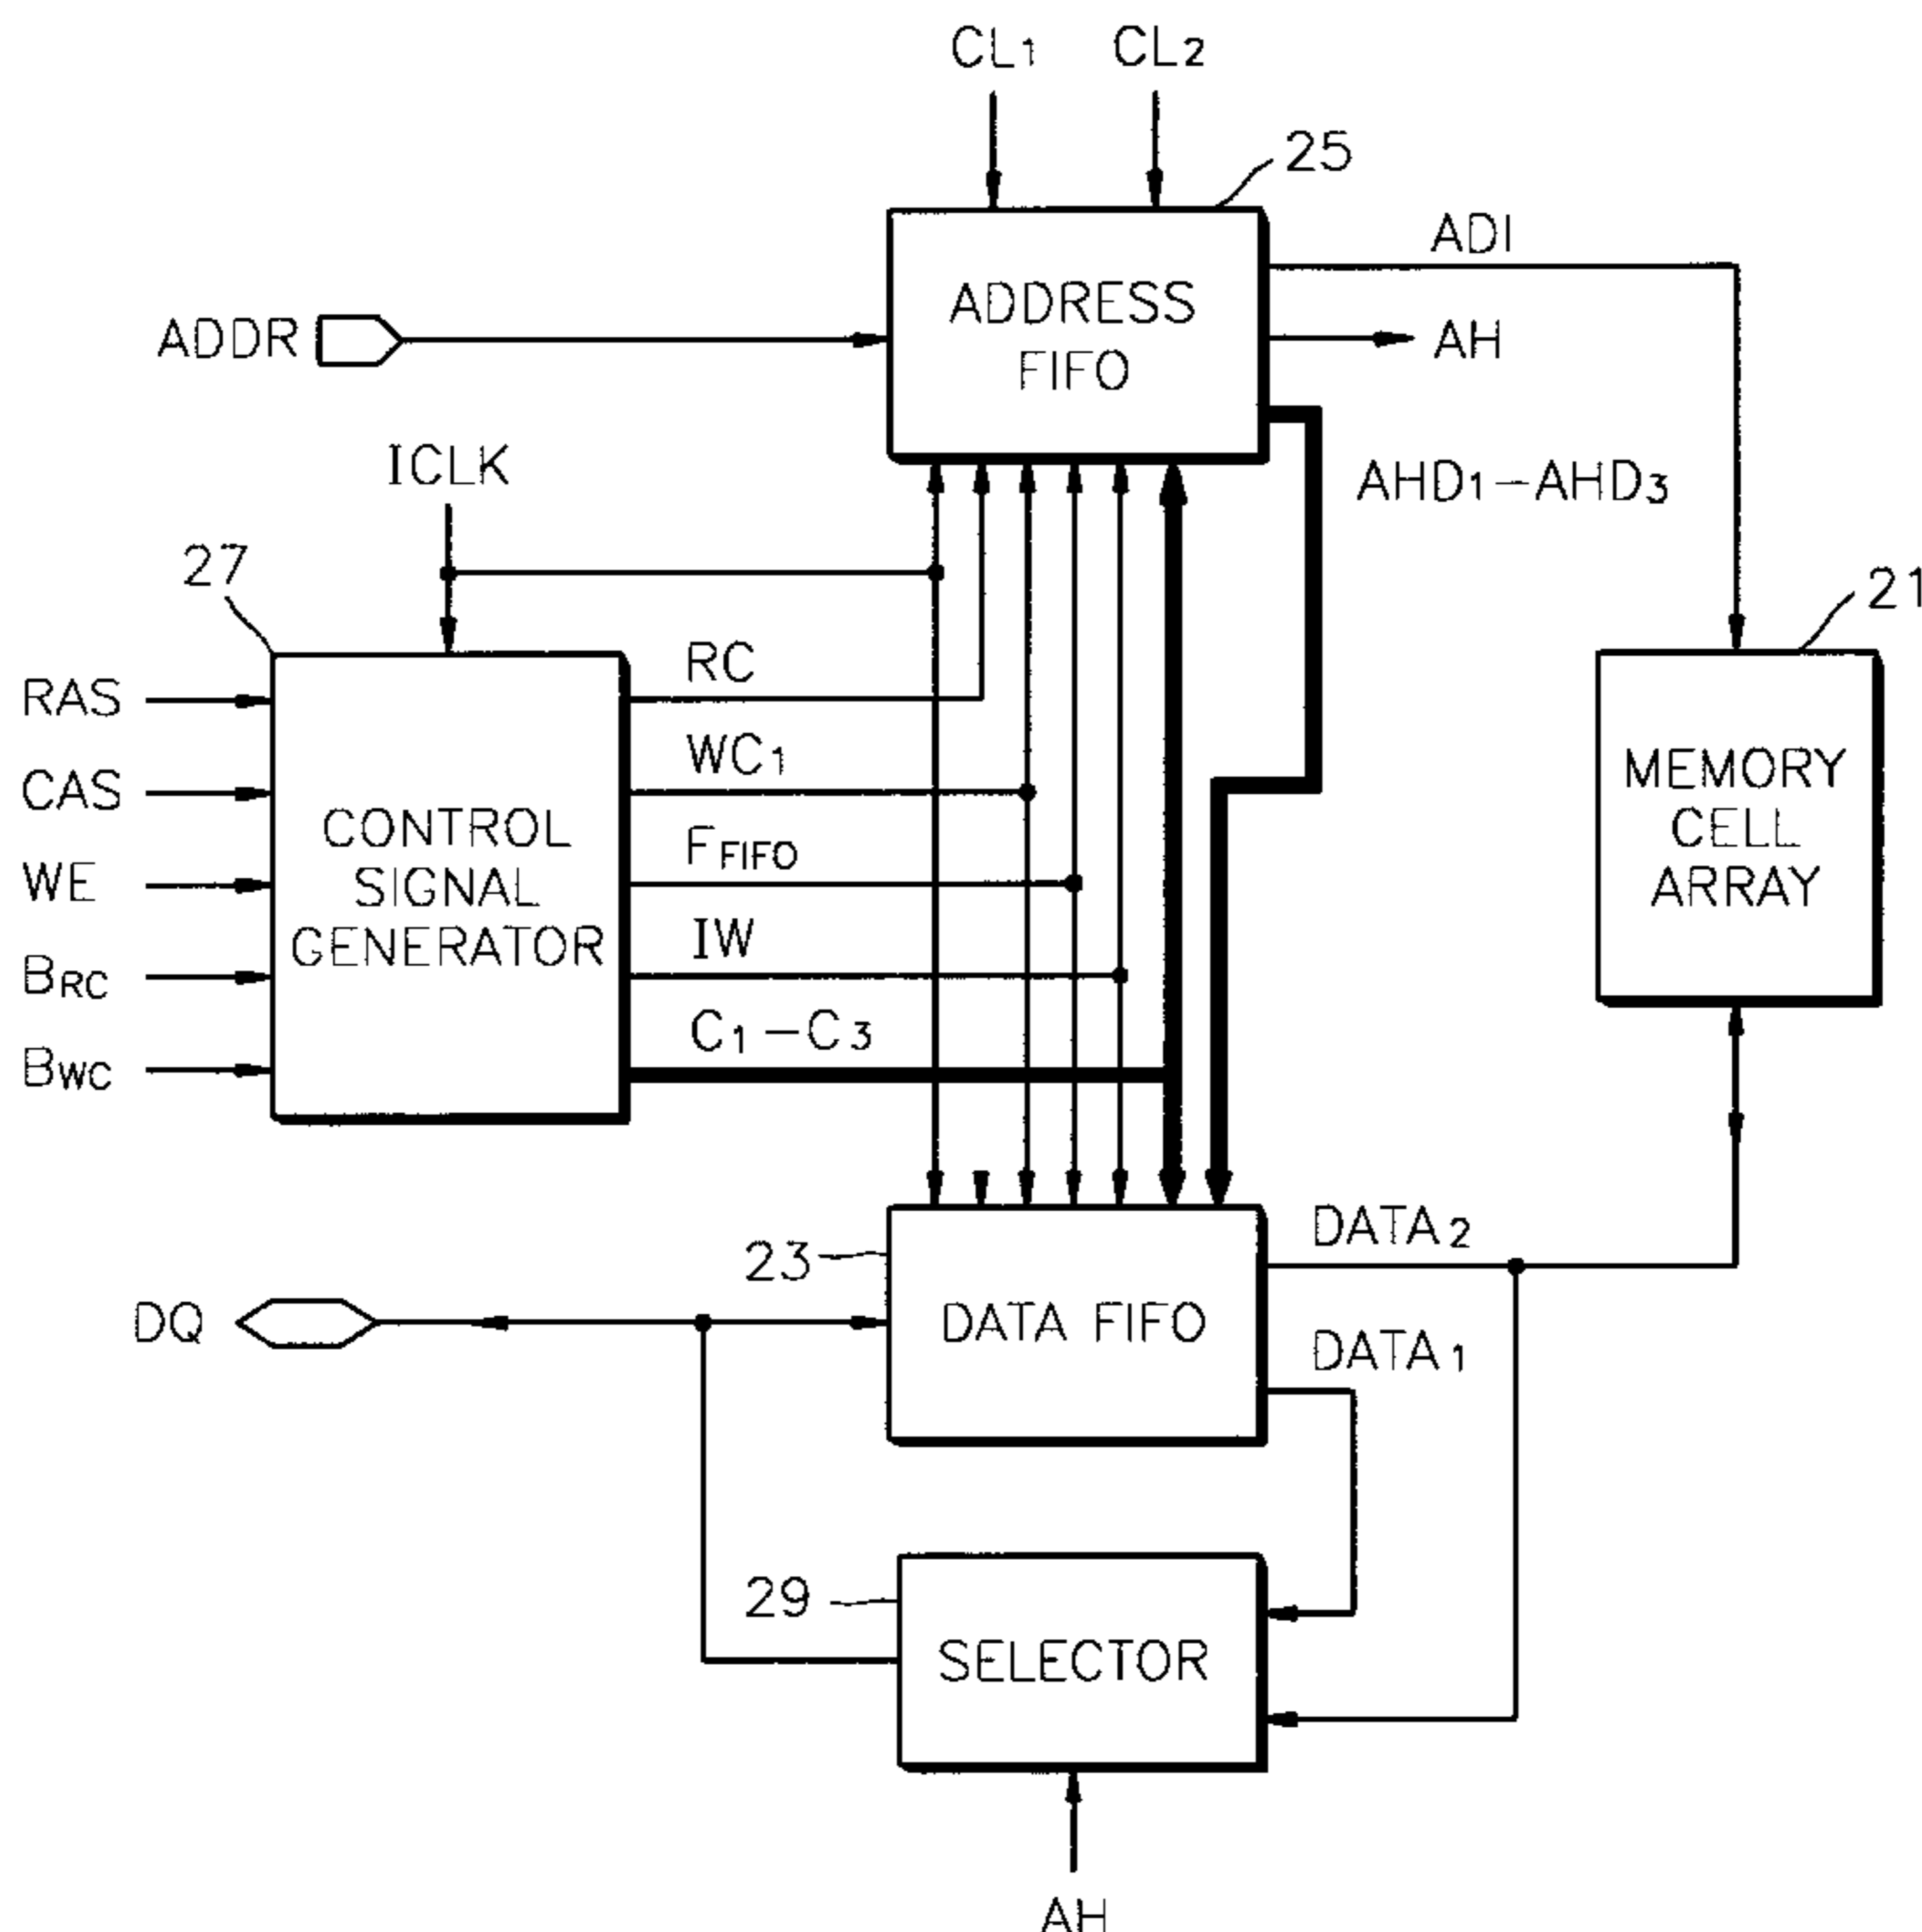 CL1 CL2
25
ADI
ADDRESS
FIFO
ADDR
AH
ICLK
AHD1-AHD3
27
21
RC
RAS
WC1
MEMORY
CELL
ARRAY
CAS
CONTROL
SIGNAL
GENERATOR
FFIFO
WE
IW
BRC
C1-C3
BWC
DATA2
23
DQ
DATA FIFO
DATA1
29
SELECTOR
AH